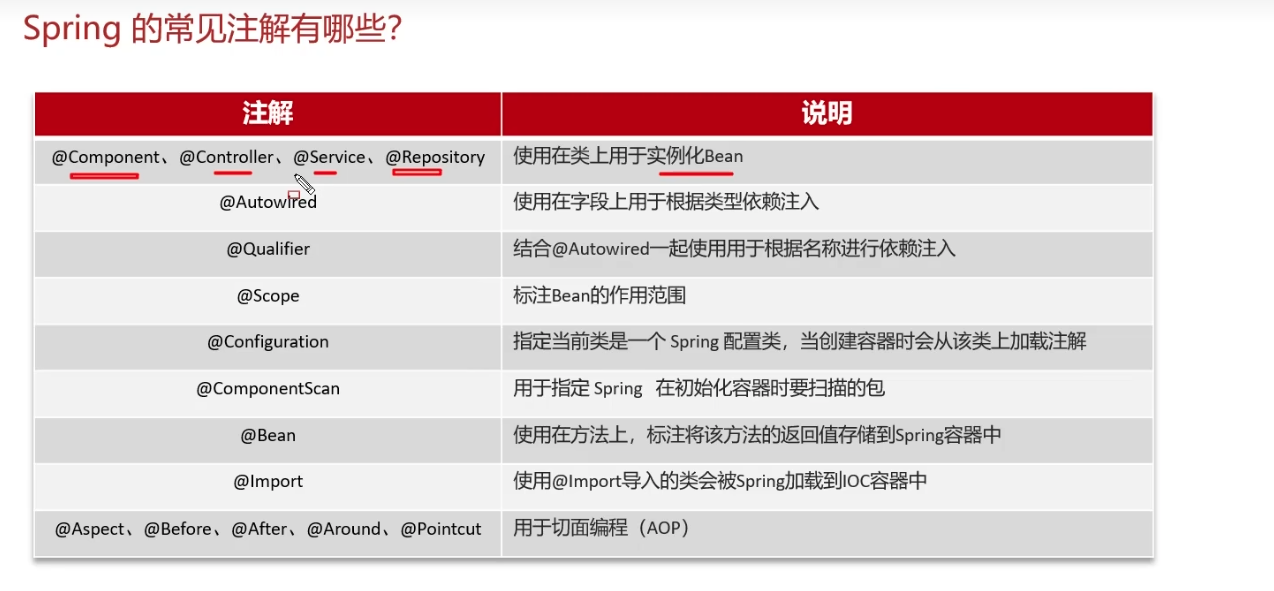 Spring 的常见注解有哪些？
注解 说明
@Component、@Controller、@Service、@Repository 使用在类上用于实例化Bean
@Autowired 使用在字段上用于根据类型依赖注入
@Qualifier 结合@Autowired一起使用用于根据名称进行依赖注入
@Scope 标注Bean的作用范围
@Configuration 指定当前类是一个 Spring 配置类，当创建容器时会从该类上加载注解
@ComponentScan 用于指定 Spring 在初始化容器时要扫描的包
@Bean 使用在方法上，标注将该方法的返回值存储到Spring容器中
@Import 使用@Import导入的类会被Spring加载到IOC容器中
@Aspect、@Before、@After、@Around、@Pointcut 用于切面编程（AOP）